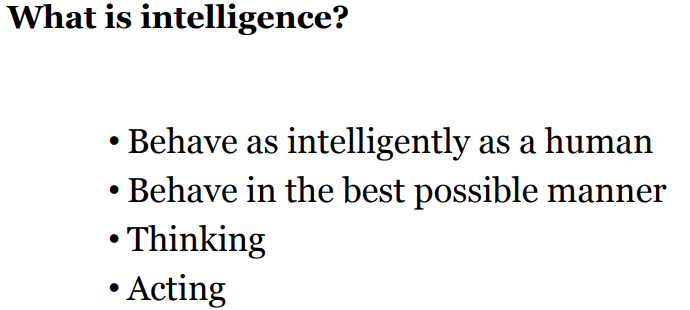 What is intelligence?
• Behave as intelligently as a human
• Behave in the best possible manner
• Thinking
• Acting